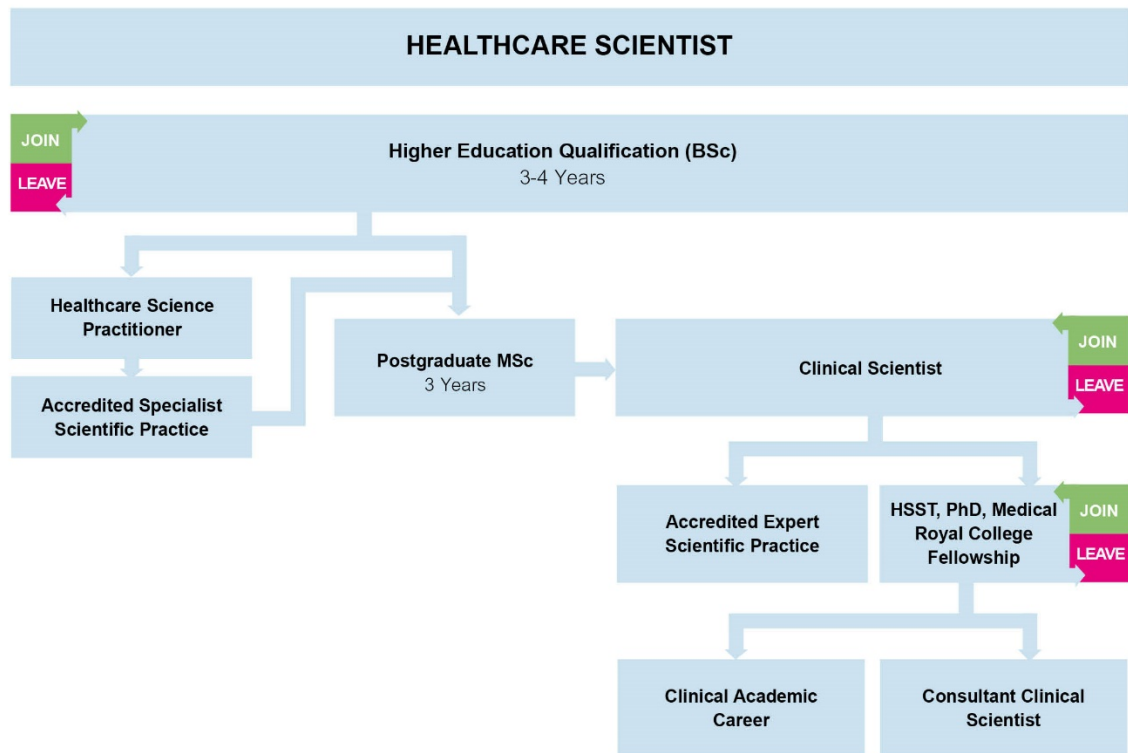 HEALTHCARE SCIENTIST
JOIN
LEAVE
Higher Education Qualification (BSc)
3-4 Years
Healthcare Science
Practitioner
Accredited Specialist
Scientific Practice
Postgraduate MSc
3 Years
Clinical Scientist
JOIN
LEAVE
Accredited Expert
Scientific Practice
HSST, PhD, Medical
Royal College
Fellowship
JOIN
LEAVE
Clinical Academic
Career
Consultant Clinical
Scientist